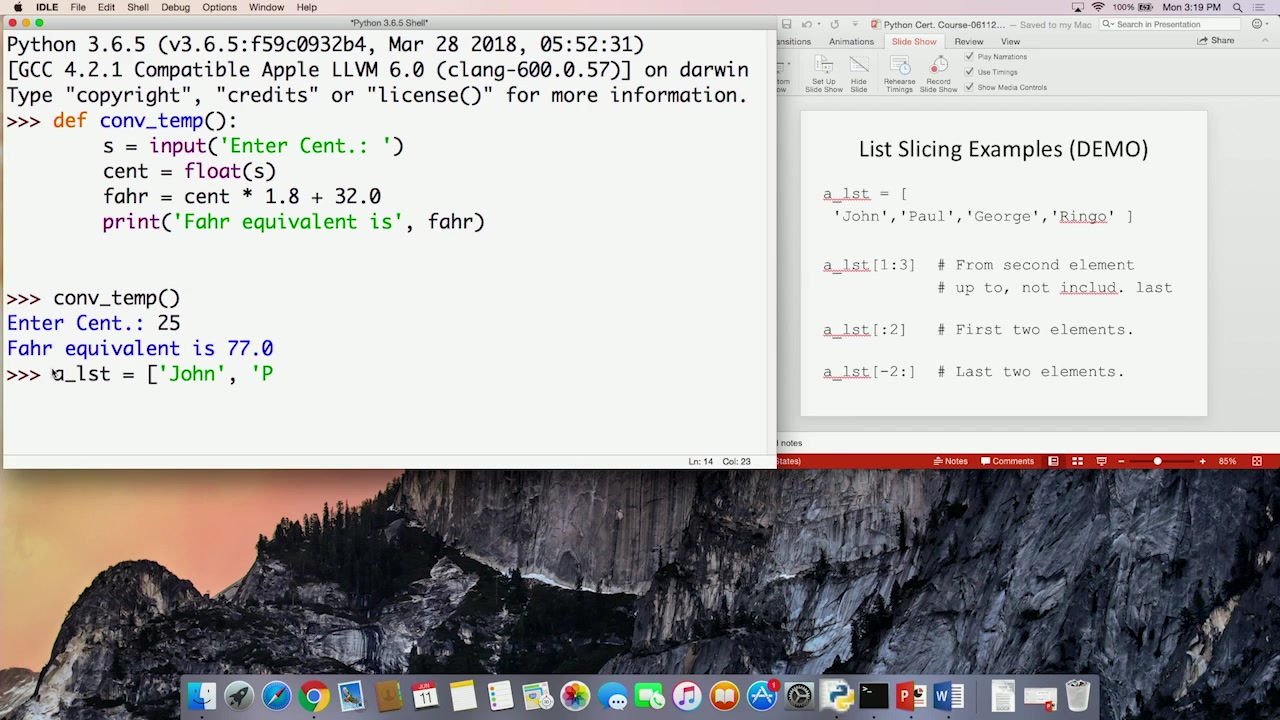 IDLE File Edit Shell Debug Options Window Help
100% Mon 3:19 PM
*Python 3.6.5 Shell*
Python 3.6.5 (v3.6.5:f59c0932b4, Mar 28 2018, 05:52:31)
[GCC 4.2.1 Compatible Apple LLVM 6.0 (clang-600.0.57)] on darwin
Type "copyright", "credits" or "license()" for more information.
>>> def conv_temp():
s = input('Enter Cent.: ')
cent = float(s)
fahr = cent * 1.8 + 32.0
print('Fahr equivalent is', fahr)
>>> conv_temp()
Enter Cent.: 25
Fahr equivalent is 77.0
>>> a_lst = ['John', 'P
Ln: 14 Col: 23
Python Cert. Course-06112... — Saved to my Mac
Search in Presentation
Animations Slide Show Review View
Share
Set Up Slide Show
Hide Slide
Rehearse Timings
Record Slide Show
Play Narrations
Use Timings
Show Media Controls
List Slicing Examples (DEMO)
a_lst = [
'John','Paul','George','Ringo' ]
a_lst[1:3] # From second element
# up to, not includ. last
a_lst[:2] # First two elements.
a_lst[-2:] # Last two elements.
notes
States)
Notes Comments 85%
JUN
11
1